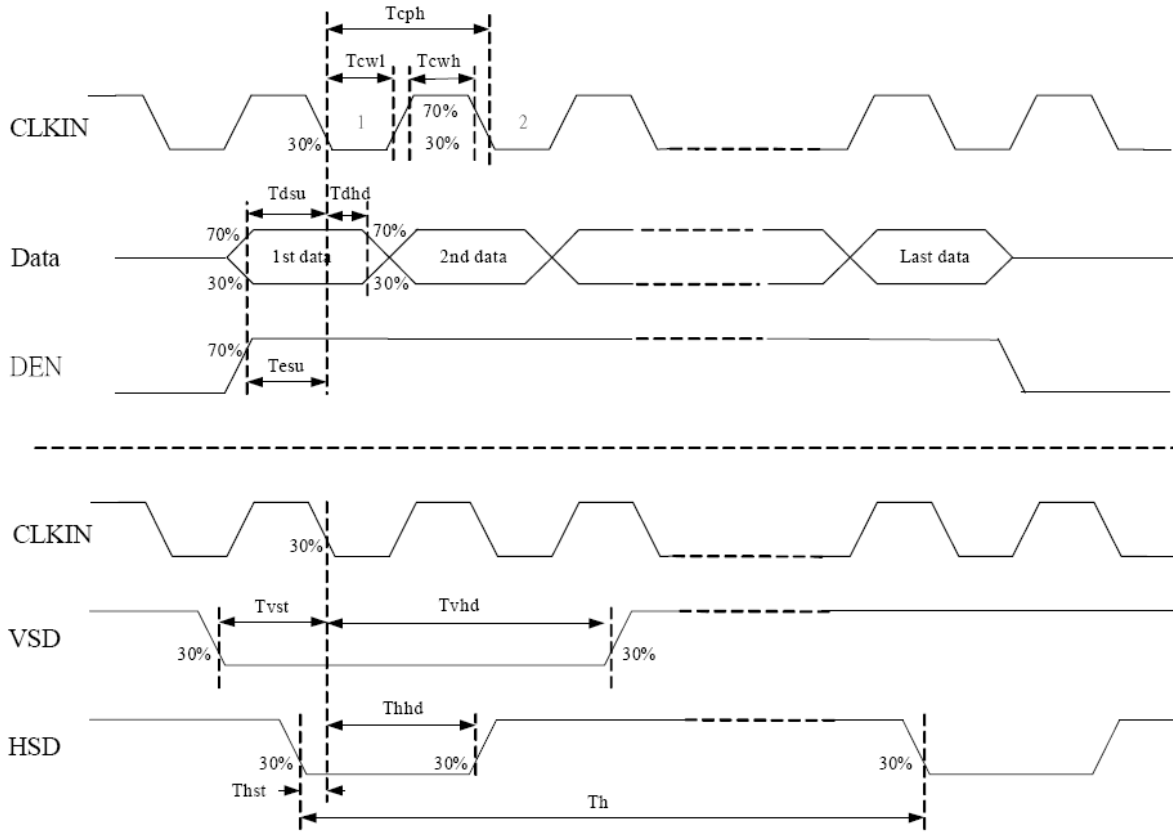 Tcph
Tcwl Tcwh
CLKIN 30% 1 70% 30% 2
Tdsu Tdhd
Data 70% 30% 1st data 70% 30% 2nd data Last data
DEN 70% Tesu
CLKIN 30%
Tvst Tvhd
VSD 30% 30%
Thhd
HSD 30% 30% 30%
Thst
Th